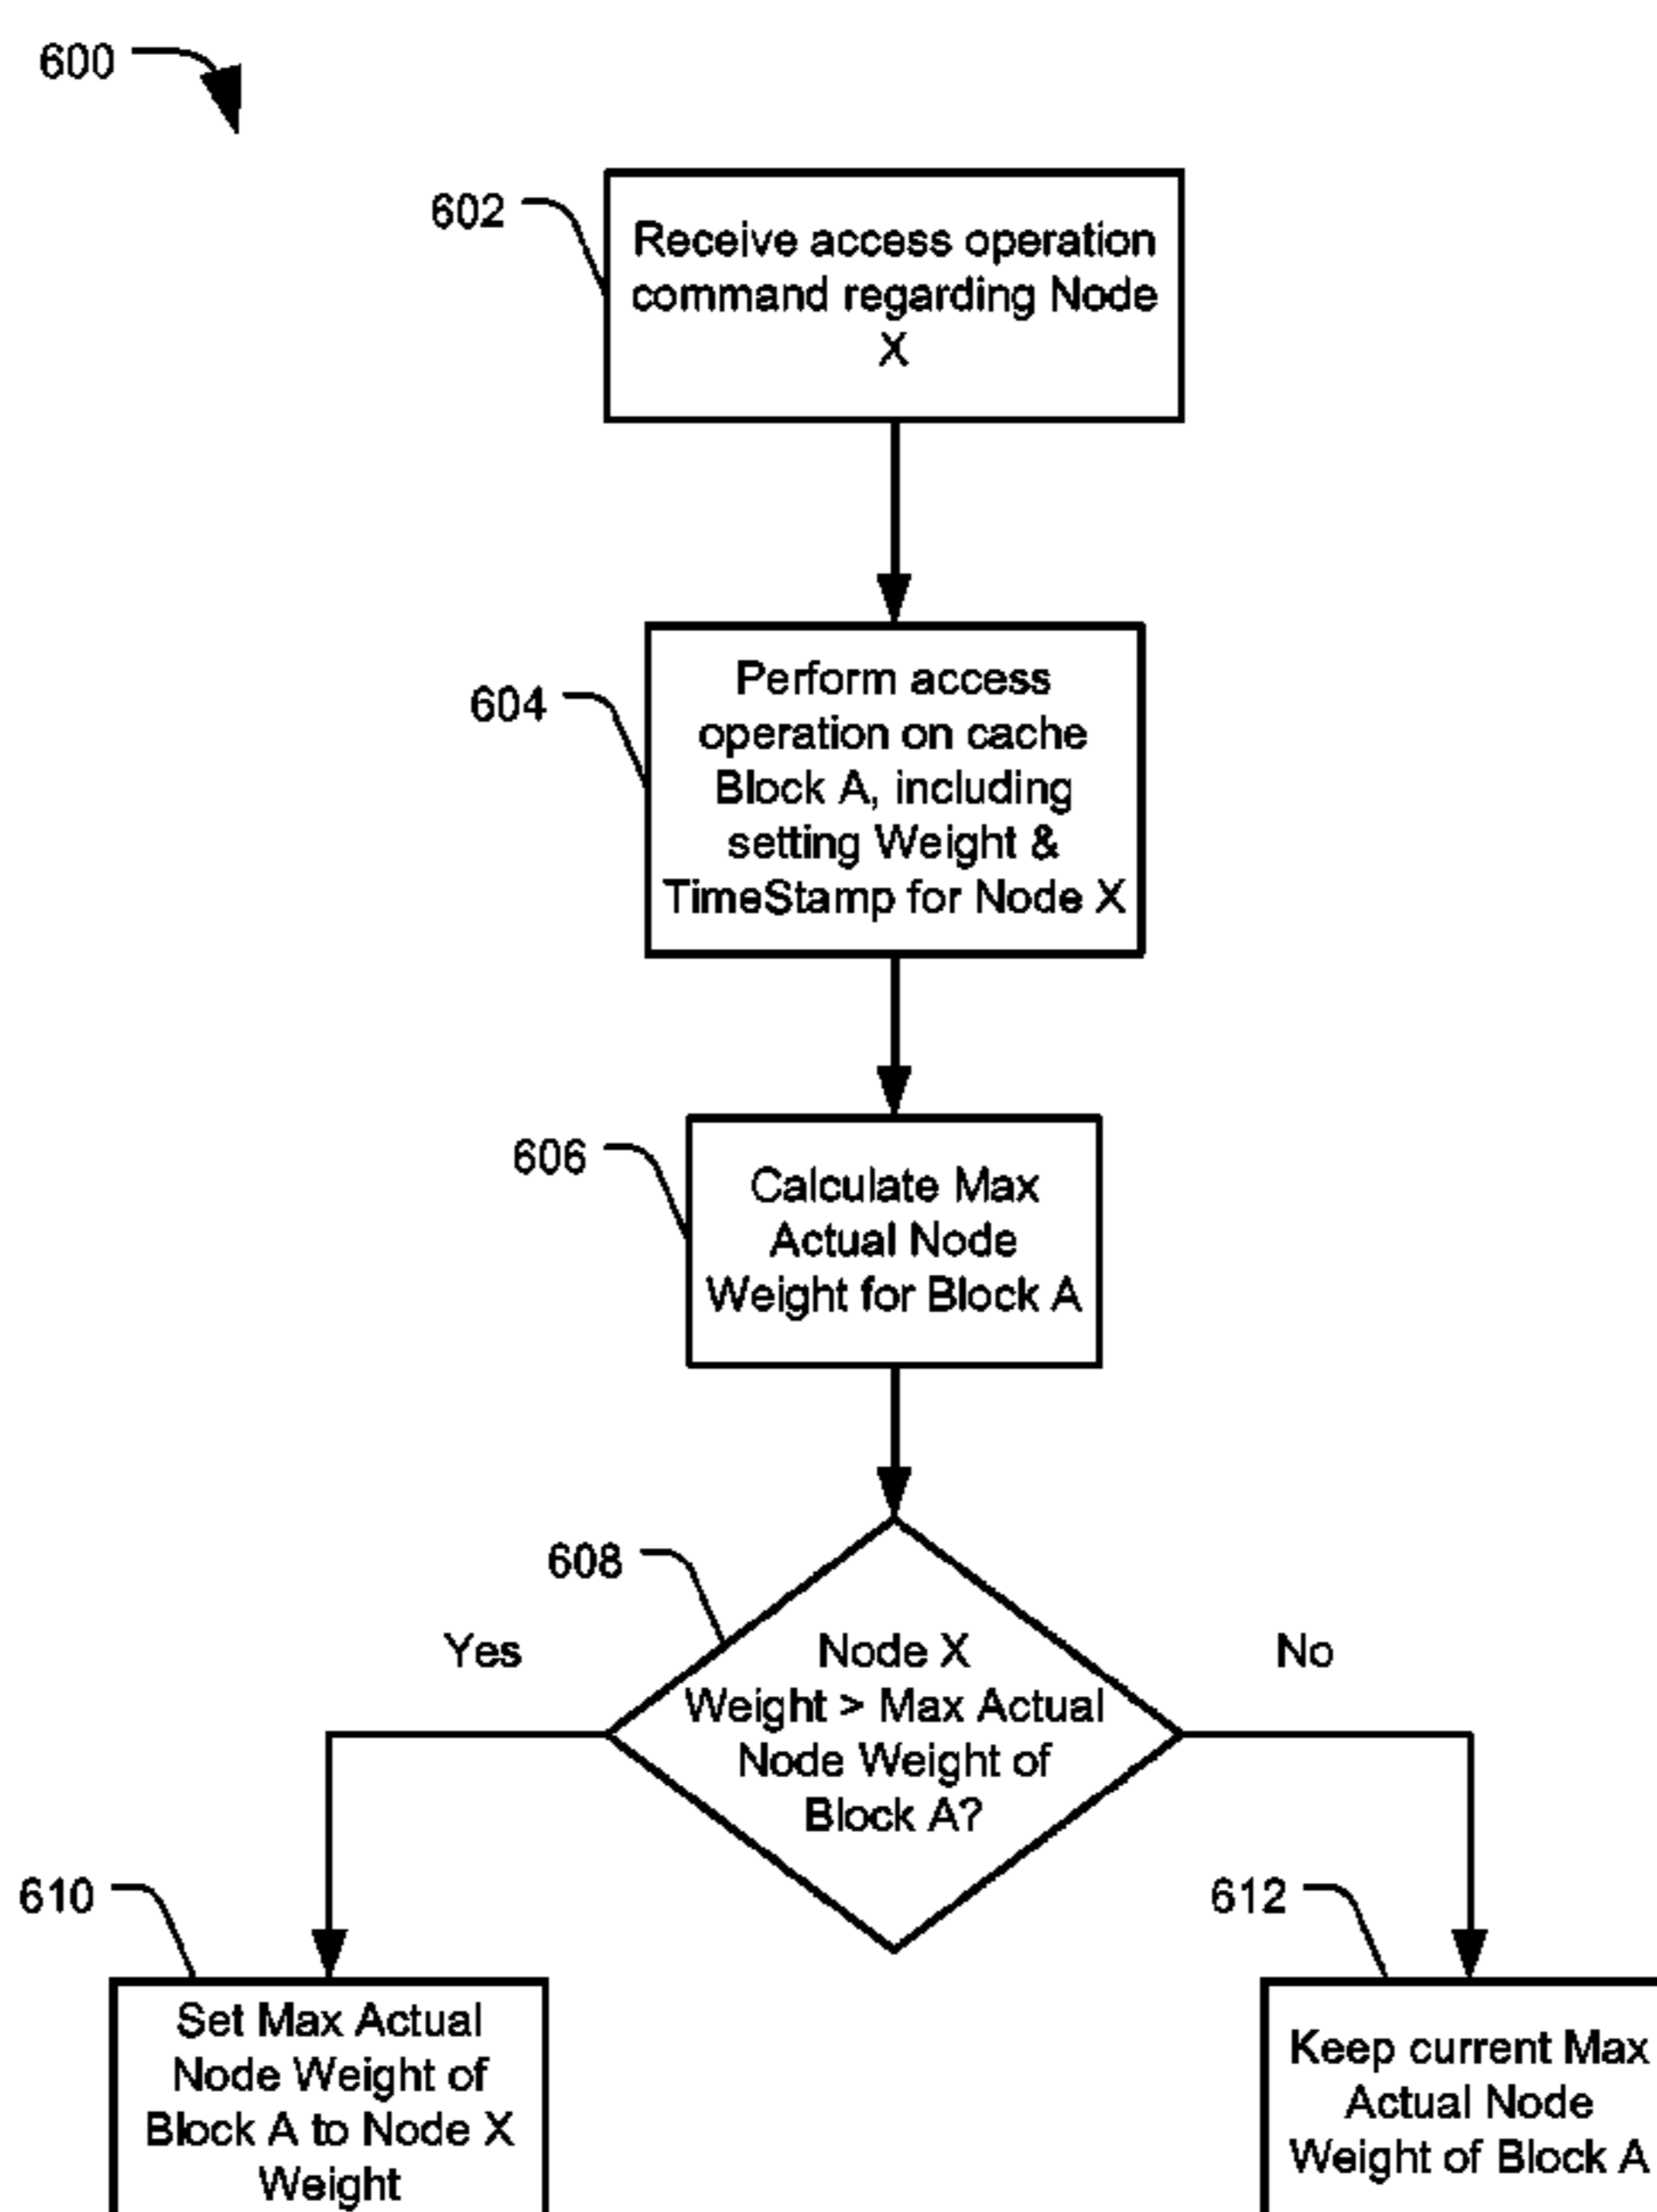 600
602
Receive access operation
command regarding Node
X
604
Perform access
operation on cache
Block A, including
setting Weight &
TimeStamp for Node X
606
Calculate Max
Actual Node
Weight for Block A
608
Yes
Node X
Weight > Max Actual
Node Weight of
Block A?
No
610
Set Max Actual
Node Weight of
Block A to Node X
Weight
612
Keep current Max
Actual Node
Weight of Block A